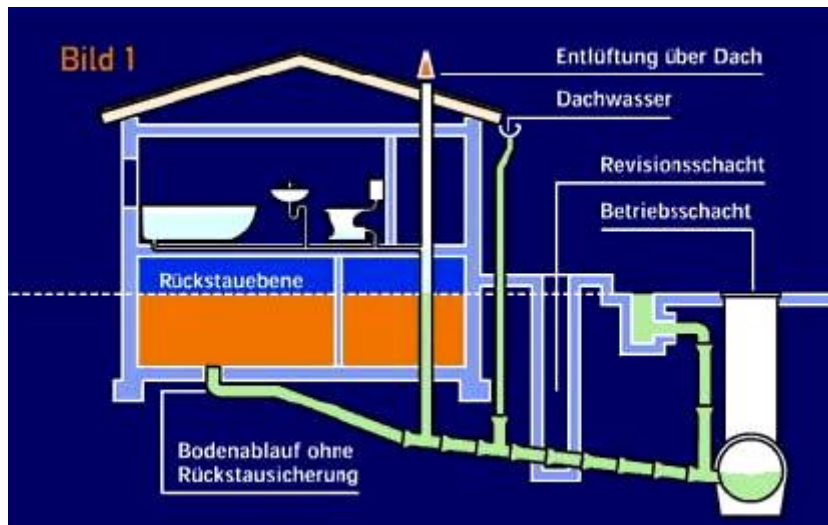 Bild 1
Entlüftung über Dach
Dachwasser
Revisionsschacht
Betriebsschacht
Rückstauebene
Bodenablauf ohne
Rückstausicherung